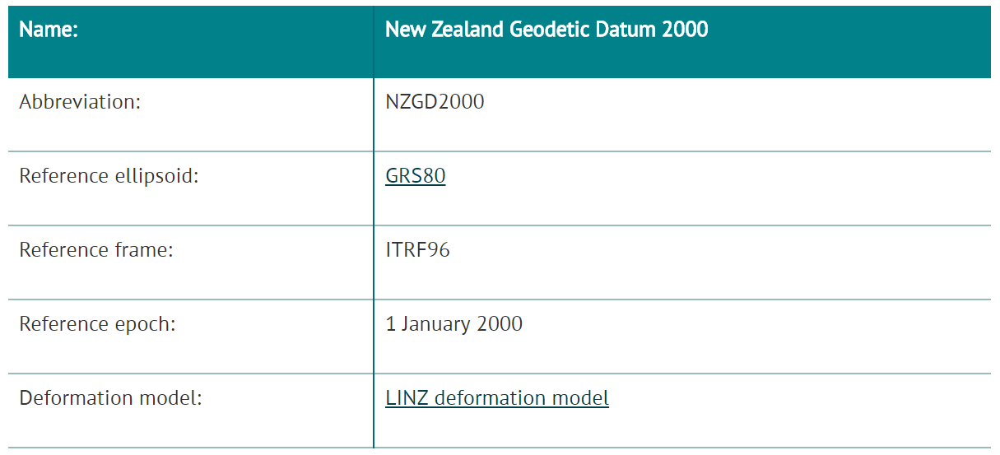 Name: New Zealand Geodetic Datum 2000
Abbreviation: NZGD2000
Reference ellipsoid: GRS80
Reference frame: ITRF96
Reference epoch: 1 January 2000
Deformation model: LINZ deformation model